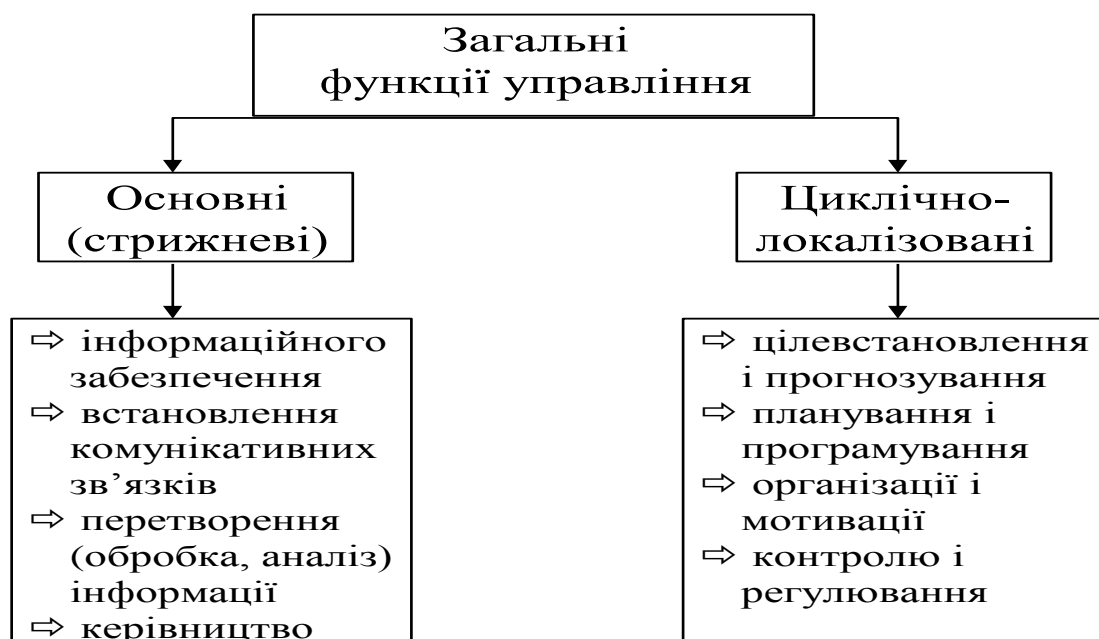 Загальні
функції управління
Основні
(стрижневі)
Циклічно-
локалізовані
⇨ інформаційного
забезпечення
⇨ встановлення
комунікативних
зв’язків
⇨ перетворення
(обробка, аналіз)
інформації
⇨ керівництво
⇨ цілевстановлення
і прогнозування
⇨ планування і
програмування
⇨ організації і
мотивації
⇨ контролю і
регулювання